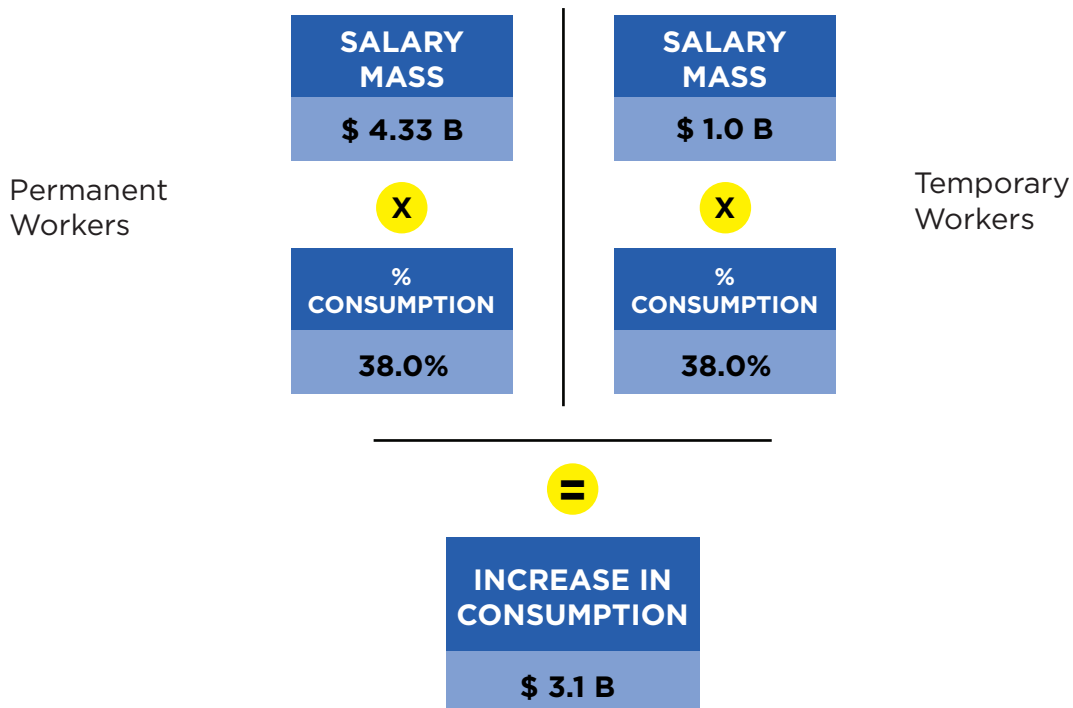 SALARY
MASS
$ 4.33 B
X
%
CONSUMPTION
38.0%
Permanent
Workers
SALARY
MASS
$ 1.0 B
X
%
CONSUMPTION
38.0%
Temporary
Workers
=
INCREASE IN
CONSUMPTION
$ 3.1 B